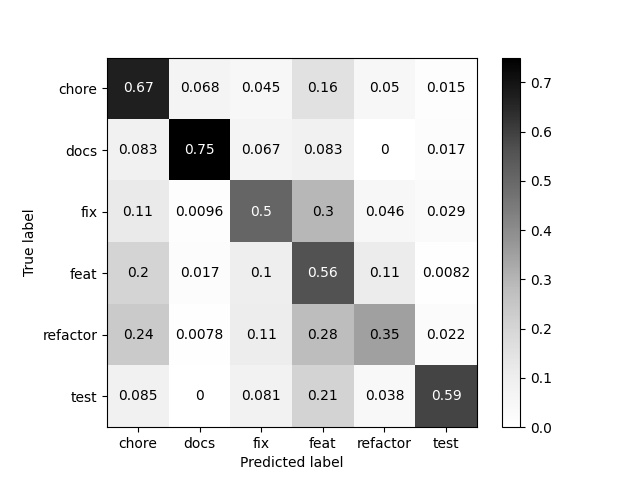 chore 0.67 0.068 0.045 0.16 0.05 0.015
docs 0.083 0.75 0.067 0.083 0 0.017
fix 0.11 0.0096 0.5 0.3 0.046 0.029
feat 0.2 0.017 0.1 0.56 0.11 0.0082
refactor 0.24 0.0078 0.11 0.28 0.35 0.022
test 0.085 0 0.081 0.21 0.038 0.59
chore docs fix feat refactor test
Predicted label
True label
0.7
0.6
0.5
0.4
0.3
0.2
0.1
0.0